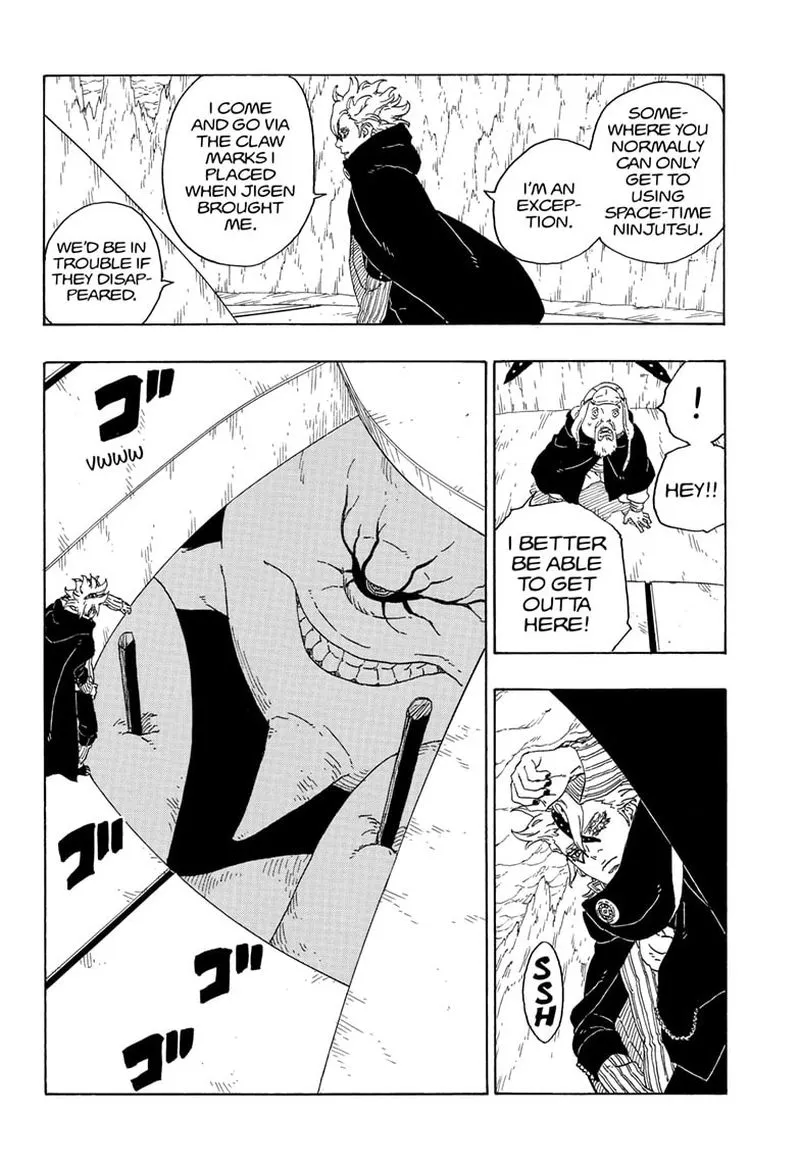 SOME-
WHERE YOU
NORMALLY
CAN ONLY
GET TO
USING
SPACE-TIME
NINJUTSU.
I'M AN
EXCEP-
TION.
I COME
AND GO VIA
THE CLAW
MARKS I
PLACED
WHEN JIGEN
BROUGHT
ME.
WE'D BE IN
TROUBLE IF
THEY DISAP-
PEARED.
!
HEY!!
I BETTER
BE ABLE
TO GET
OUTTA
HERE!
SSH
ゴ"
VWWW
ゴ"
ゴ"
ゴ"